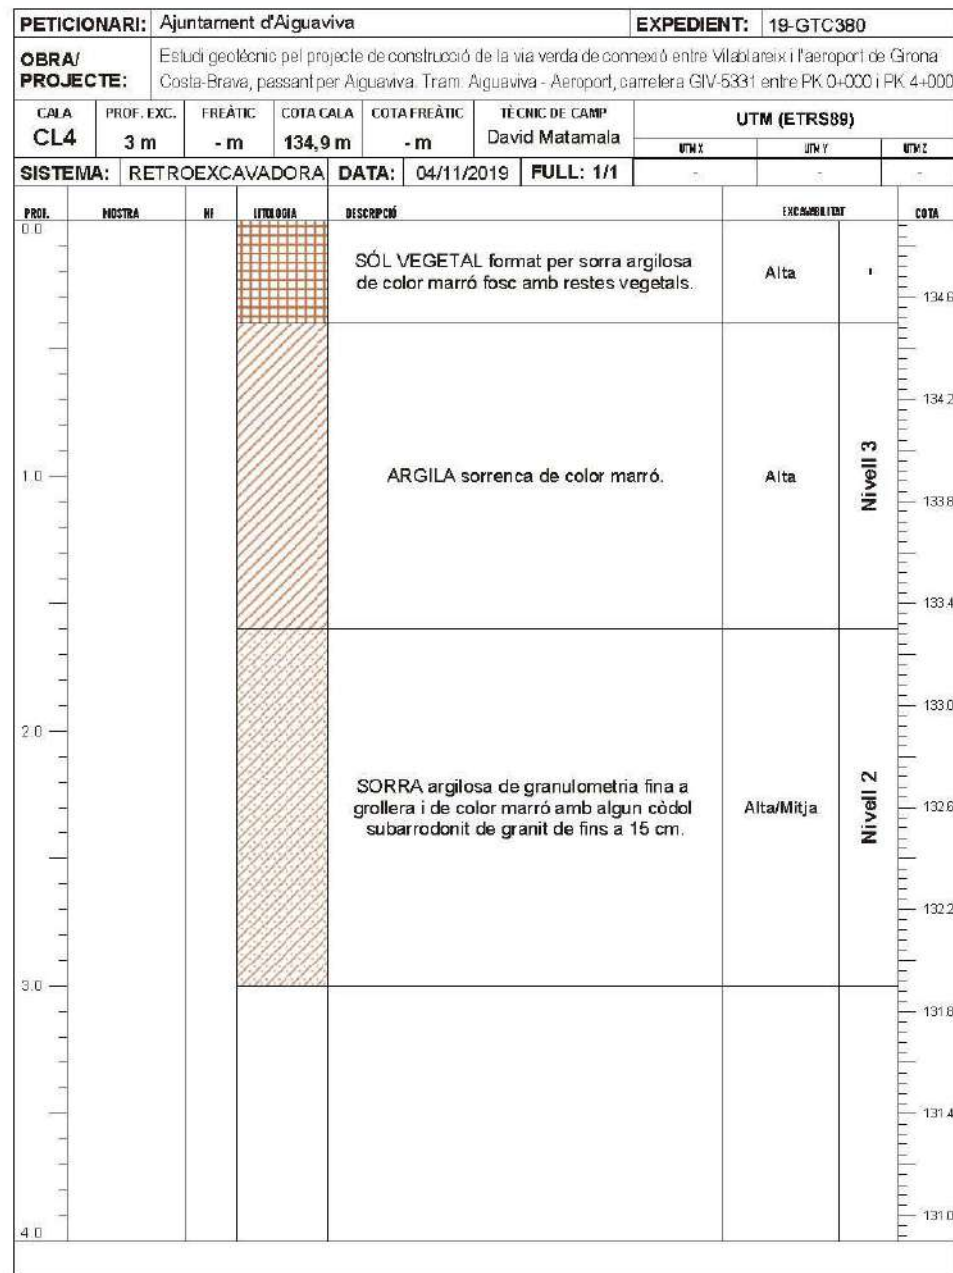 PETICIONARI: Ajuntament d'Aiguaviva EXPEDIENT: 19-GTC380
OBRA/ PROJECTE: Estudi geotècnic pel projecte de construcció de la via verda de connexió entre Vilablareix i l'aeroport de Girona
Costa-Brava, passant per Aiguaviva. Tram Aiguaviva - Aeroport, carretera GIV-5331 entre PK 0+000 i PK 4+000
CALA PROF. EXC. FREÀTIC COTA CALA COTA FREÀTIC TÈCNIC DE CAMP UTM (ETRS89)
CL4 3 m - m 134,9 m - m David Matamala UTM X UTM Y UTM Z
SISTEMA: RETROEXCAVADORA DATA: 04/11/2019 FULL: 1/1 - - -
PROF. MOSTRA NF LITOLOGIA DESCRIPCIÓ EXCAVABILITAT COTA
0.0
SÓL VEGETAL format per sorra argilosa
de color marró fosc amb restes vegetals.
Alta
134.6
134.2
1.0
ARGILA sorrenca de color marró.
Alta
Nivell 3
133.8
133.4
133.0
2.0
SORRA argilosa de granulometria fina a
grollera i de color marró amb algun còdol
subarrodonit de granit de fins a 15 cm.
Alta/Mitja
Nivell 2
132.6
132.2
3.0
131.8
131.4
131.0
4.0